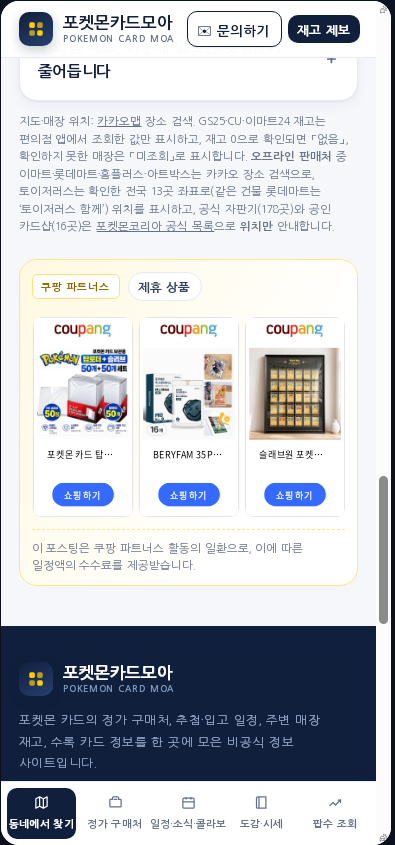 포켓몬카드모아
POKEMON CARD MOA
✉ 문의하기
재고 제보
줄어듭니다
+
지도·매장 위치: 카카오맵 장소 검색. GS25·CU·이마트24 재고는
편의점 앱에서 조회한 값만 표시하고, 재고 0으로 확인되면 「없음」,
확인하지 못한 매장은 「미조회」로 표시합니다. 오프라인 판매처 중
이마트·롯데마트·홈플러스·아트박스는 카카오 장소 검색으로,
토이저러스는 확인한 전국 13곳 좌표로(같은 건물 롯데마트는
'토이저러스 함께') 위치를 표시하고, 공식 자판기(178곳)와 공인
카드샵(16곳)은 포켓몬코리아 공식 목록으로 위치만 안내합니다.
쿠팡 파트너스
제휴 상품
coupang
coupang
coupang
50개+50개 세트
16개
포켓몬 카드 탑…
BERYFAM 35P…
슬래브원 포켓…
쇼핑하기
쇼핑하기
쇼핑하기
이 포스팅은 쿠팡 파트너스 활동의 일환으로, 이에 따른
일정액의 수수료를 제공받습니다.
포켓몬카드모아
POKEMON CARD MOA
포켓몬 카드의 정가 구매처, 추첨·입고 일정, 주변 매장
재고, 수록 카드 정보를 한 곳에 모은 비공식 정보
사이트입니다.
동네에서 찾기
정가 구매처
일정·소식·콜라보
도감·시세
팝수 조회